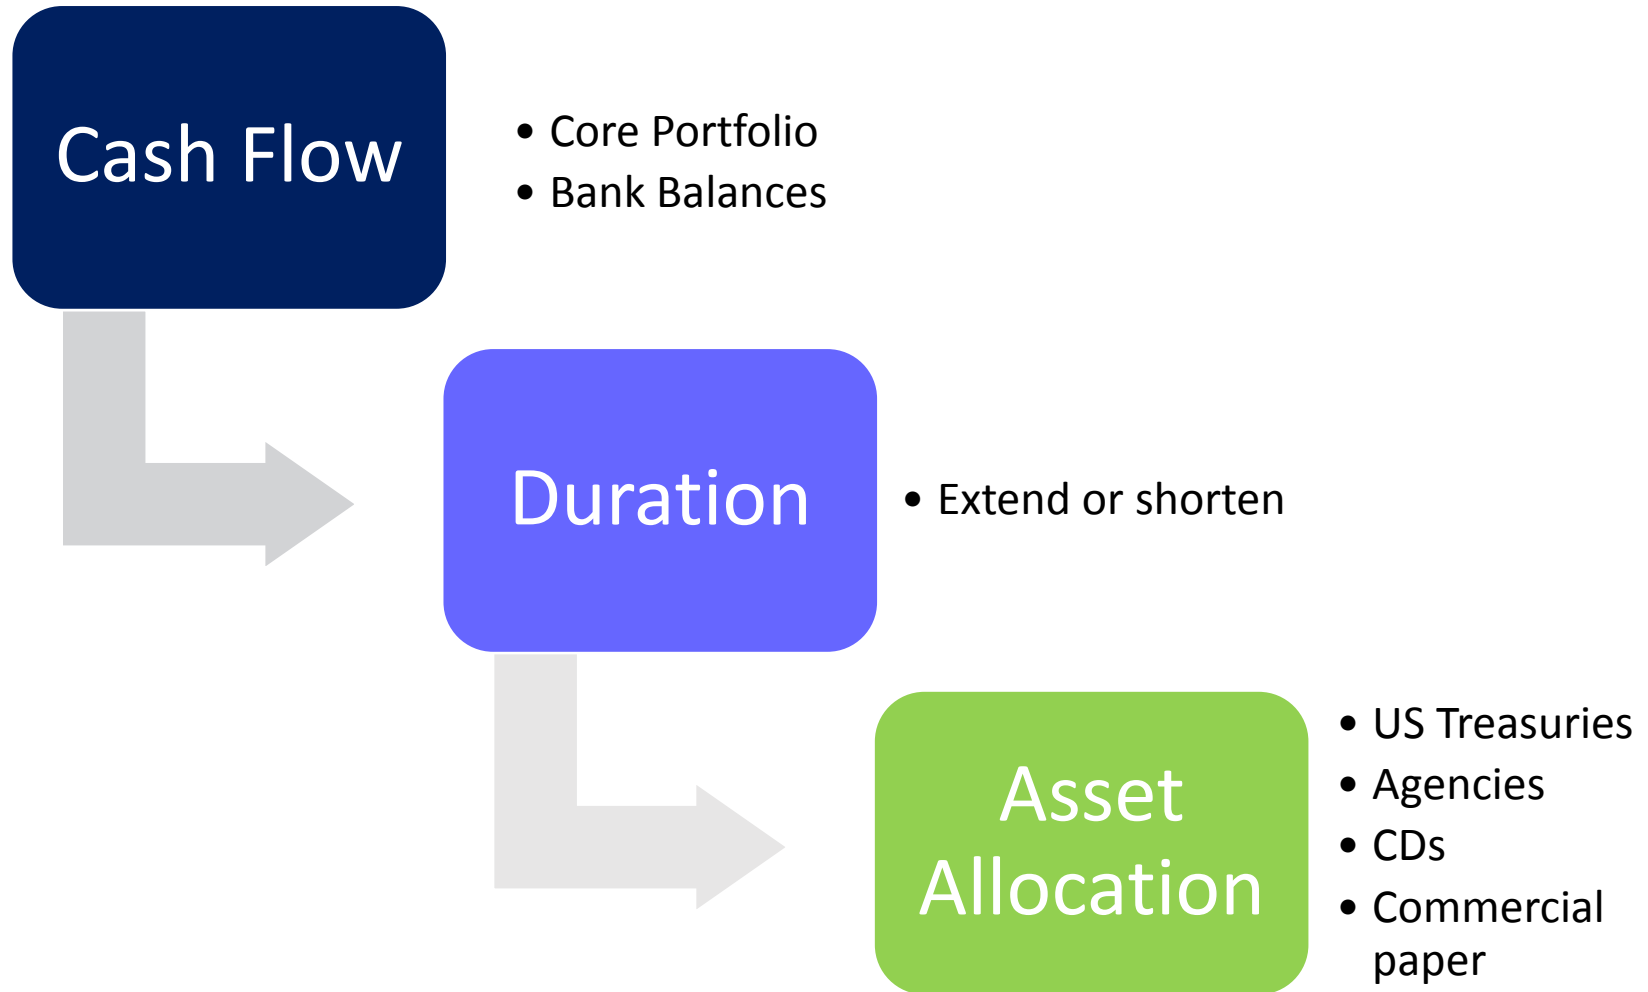 Cash Flow
• Core Portfolio
• Bank Balances
Duration
• Extend or shorten
Asset
Allocation
• US Treasuries
• Agencies
• CDs
• Commercial
paper